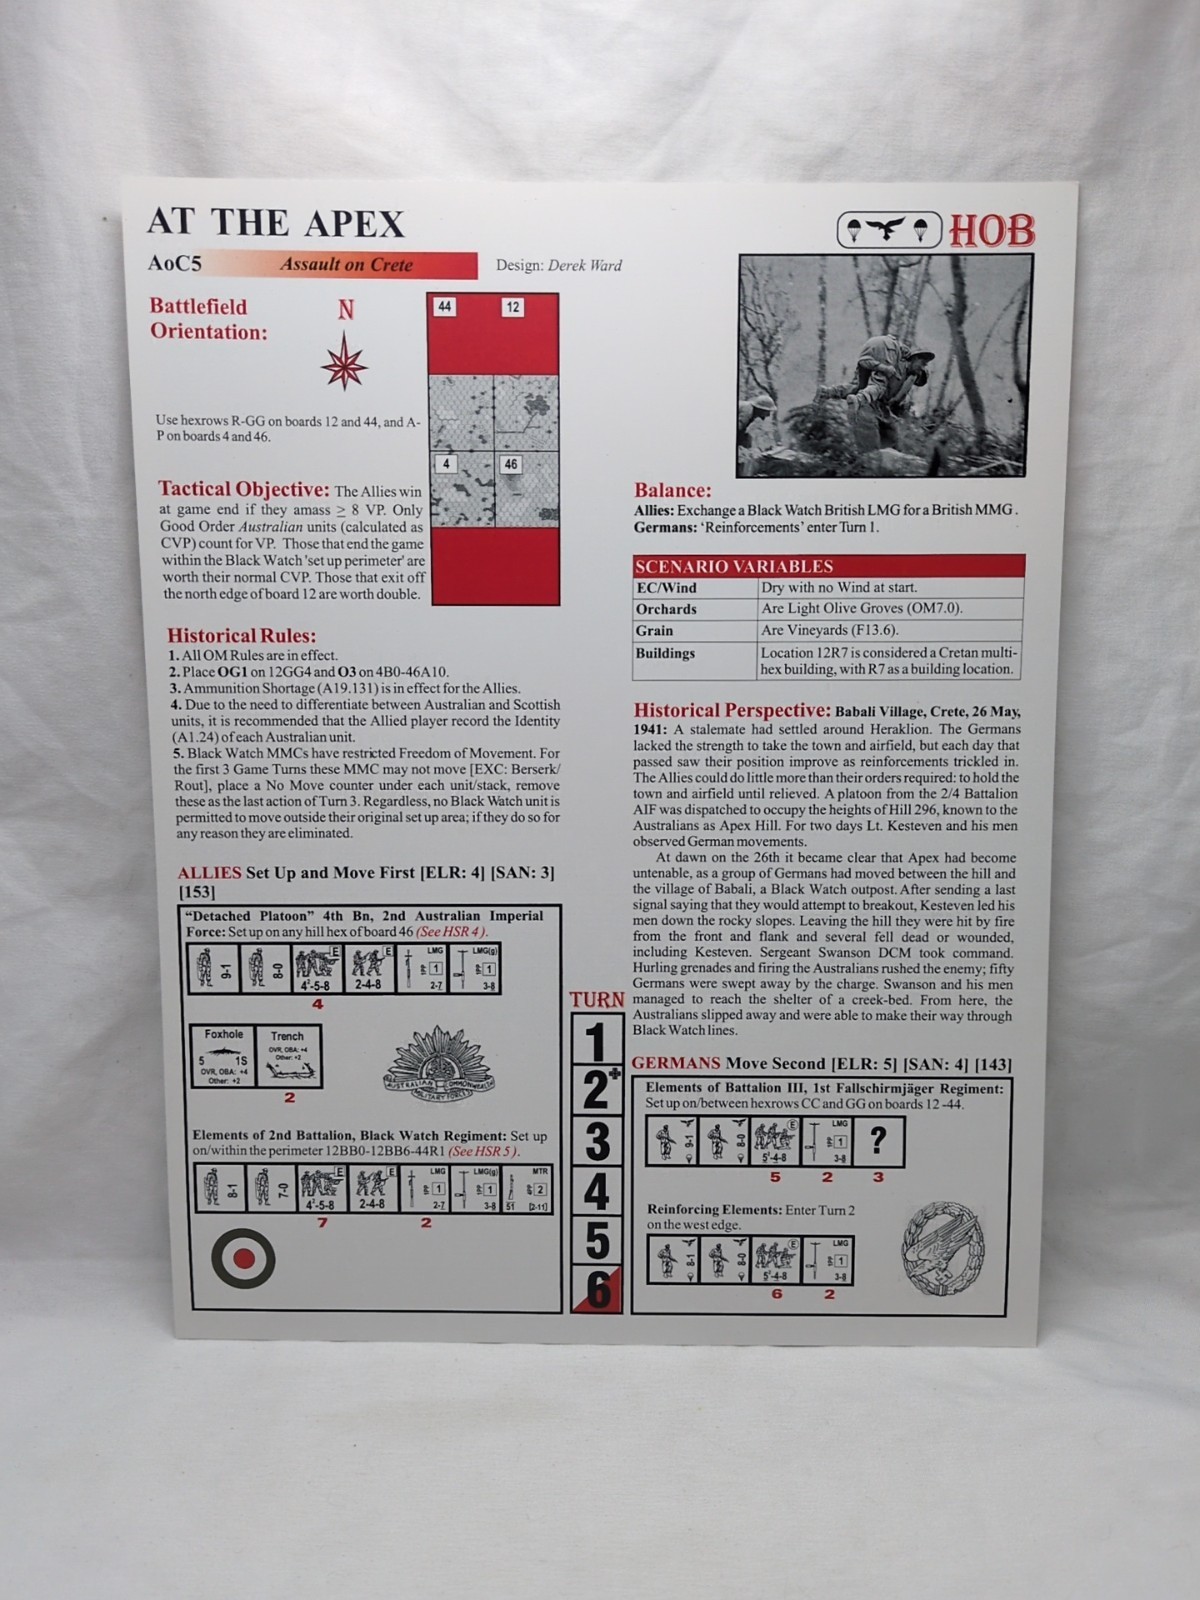 AT THE APEX
HOB
AoC5
Assault on Crete
Design: Derek Ward
Battlefield
Orientation:
N
44
12
4
46
Use hexrows R-GG on boards 12 and 44, and A-
P on boards 4 and 46.
Tactical Objective: The Allies win
at game end if they amass ≥ 8 VP. Only
Good Order Australian units (calculated as
CVP) count for VP. Those that end the game
within the Black Watch 'set up perimeter' are
worth their normal CVP. Those that exit off
the north edge of board 12 are worth double.
Historical Rules:
1. All OM Rules are in effect.
2. Place OG1 on 12GG4 and O3 on 4B0-46A10.
3. Ammunition Shortage (A19.131) is in effect for the Allies.
4. Due to the need to differentiate between Australian and Scottish
units, it is recommended that the Allied player record the Identity
(A1.24) of each Australian unit.
5. Black Watch MMCs have restricted Freedom of Movement. For
the first 3 Game Turns these MMC may not move [EXC: Berserk/
Rout], place a No Move counter under each unit/stack, remove
these as the last action of Turn 3. Regardless, no Black Watch unit is
permitted to move outside their original set up area; if they do so for
any reason they are eliminated.
ALLIES Set Up and Move First [ELR: 4] [SAN: 3]
[153]
"Detached Platoon" 4th Bn, 2nd Australian Imperial
Force: Set up on any hill hex of board 46 (See HSR 4).
9-1
8-0
E
4²-5-8
E
2-4-8
LMG
1
2-7
LMG(g)
1
3-8
4
Foxhole
5 1S
OVR, OBA: +4
Other: +2
Trench
OVR, OBA: +4
Other: +2
2
AUSTRALIAN COMMONWEALTH
MILITARY FORCES
Elements of 2nd Battalion, Black Watch Regiment: Set up
on/within the perimeter 12BB0-12BB6-44R1 (See HSR 5).
8-1
7-0
E
4²-5-8
E
2-4-8
LMG
1
2-7
LMG(g)
1
3-8
MTR
2
51 [2-11]
7
2
TURN
1
2
3
4
5
6
Balance:
Allies: Exchange a Black Watch British LMG for a British MMG.
Germans: 'Reinforcements' enter Turn 1.
SCENARIO VARIABLES
EC/Wind Dry with no Wind at start.
Orchards Are Light Olive Groves (OM7.0).
Grain Are Vineyards (F13.6).
Buildings Location 12R7 is considered a Cretan multi-
hex building, with R7 as a building location.
Historical Perspective: Babali Village, Crete, 26 May,
1941: A stalemate had settled around Heraklion. The Germans
lacked the strength to take the town and airfield, but each day that
passed saw their position improve as reinforcements trickled in.
The Allies could do little more than their orders required: to hold the
town and airfield until relieved. A platoon from the 2/4 Battalion
AIF was dispatched to occupy the heights of Hill 296, known to the
Australians as Apex Hill. For two days Lt. Kesteven and his men
observed German movements.
At dawn on the 26th it became clear that Apex had become
untenable, as a group of Germans had moved between the hill and
the village of Babali, a Black Watch outpost. After sending a last
signal saying that they would attempt to breakout, Kesteven led his
men down the rocky slopes. Leaving the hill they were hit by fire
from the front and flank and several fell dead or wounded,
including Kesteven. Sergeant Swanson DCM took command.
Hurling grenades and firing the Australians rushed the enemy; fifty
Germans were swept away by the charge. Swanson and his men
managed to reach the shelter of a creek-bed. From here, the
Australians slipped away and were able to make their way through
Black Watch lines.
GERMANS Move Second [ELR: 5] [SAN: 4] [143]
Elements of Battalion III, 1st Fallschirmjäger Regiment:
Set up on/between hexrows CC and GG on boards 12 -44.
9-1
8-0
E
5²-4-8
LMG
1
3-8
?
5
2
3
Reinforcing Elements: Enter Turn 2
on the west edge.
8-1
8-0
E
5²-4-8
LMG
1
3-8
6
2